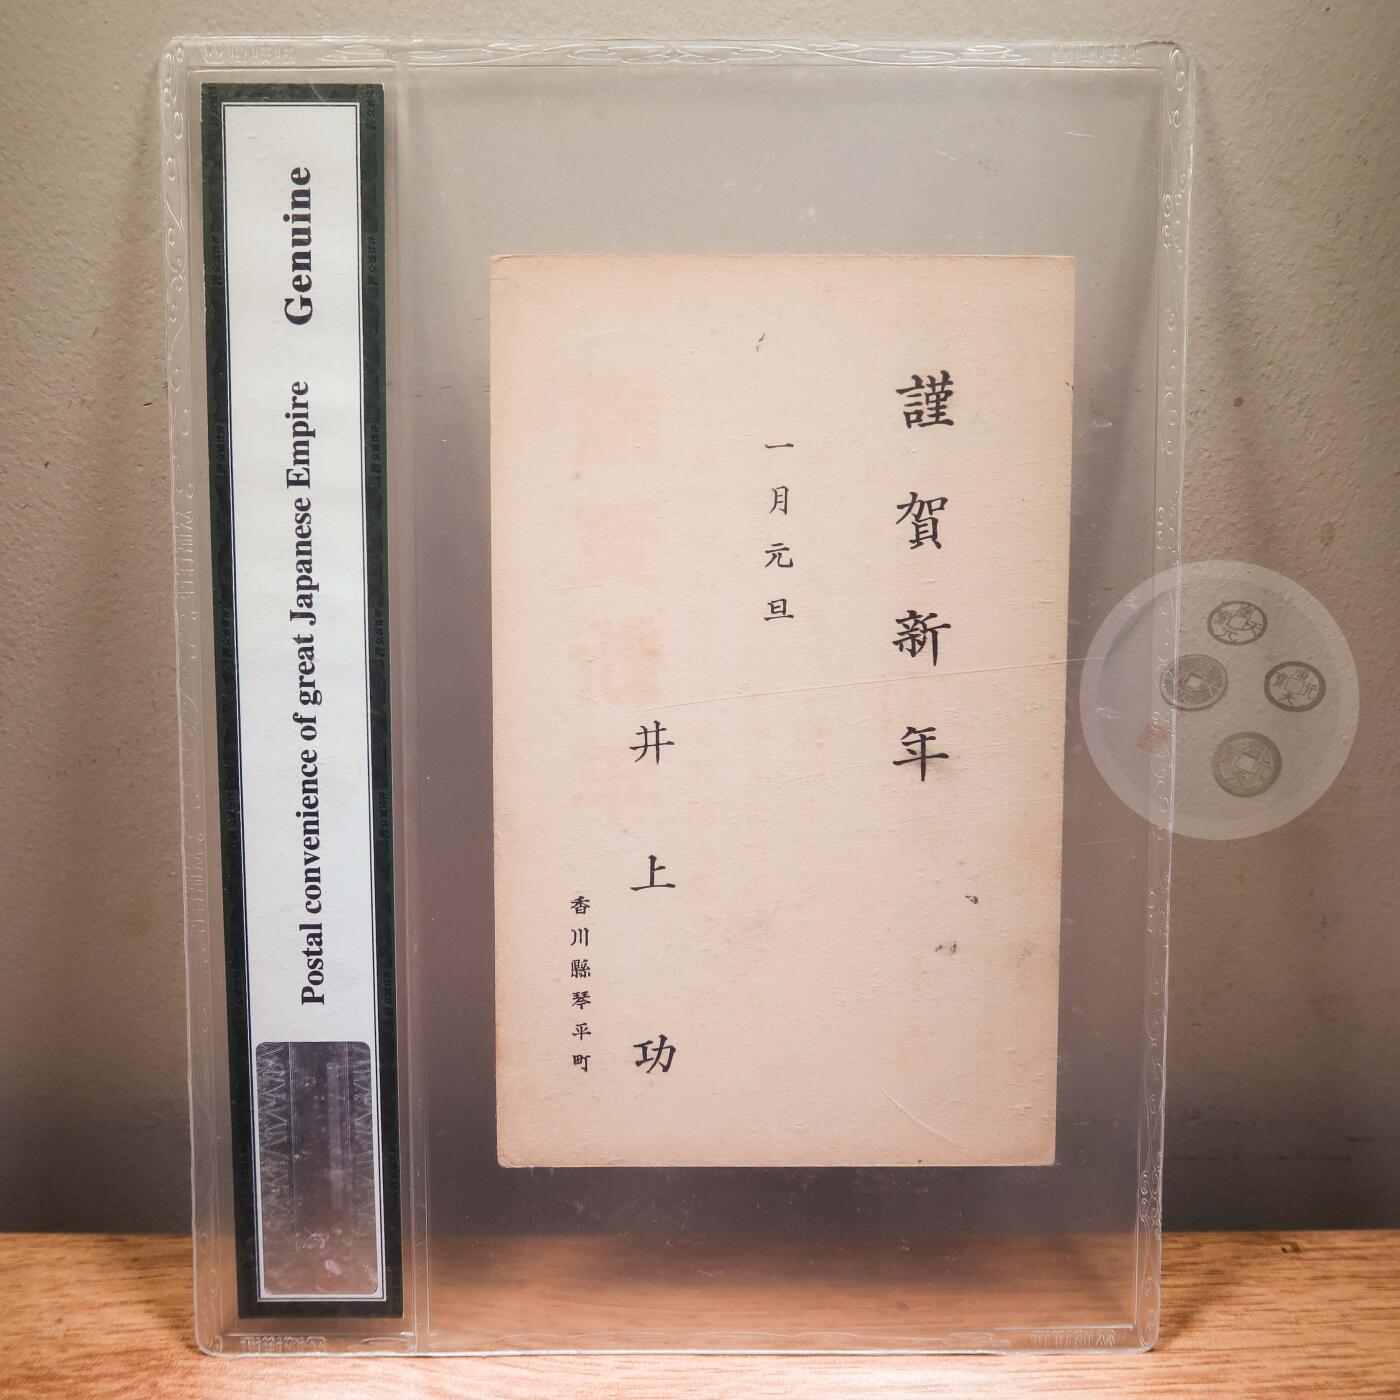 Postal convenience of great Japanese Empire Genuine
謹賀新年
一月元旦
井上功
香川縣琴平町